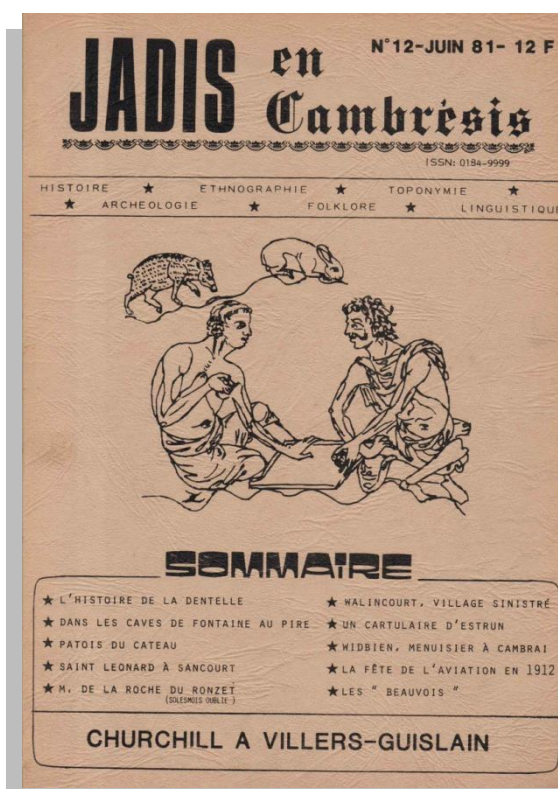 JADIS en Cambrèsis
N°12-JUIN 81- 12 F
ISSN: 0184-9999
HISTOIRE ★ ETHNOGRAPHIE ★ TOPONYMIE ★
★ ARCHEOLOGIE ★ FOLKLORE ★ LINGUISTIQUE
SOMMAIRE
★ L'HISTOIRE DE LA DENTELLE
★ DANS LES CAVES DE FONTAINE AU PIRE
★ PATOIS DU CATEAU
★ SAINT LEONARD À SANCOURT
★ M. DE LA ROCHE DU RONZET
(SOLESMOIS OUBLIE)
★ WALINCOURT, VILLAGE SINISTRÉ
★ UN CARTULAIRE D'ESTRUN
★ WIDBIEN, MENUISIER À CAMBRAI
★ LA FÊTE DE L'AVIATION EN 1912
★ LES " BEAUVOIS "
CHURCHILL A VILLERS-GUISLAIN